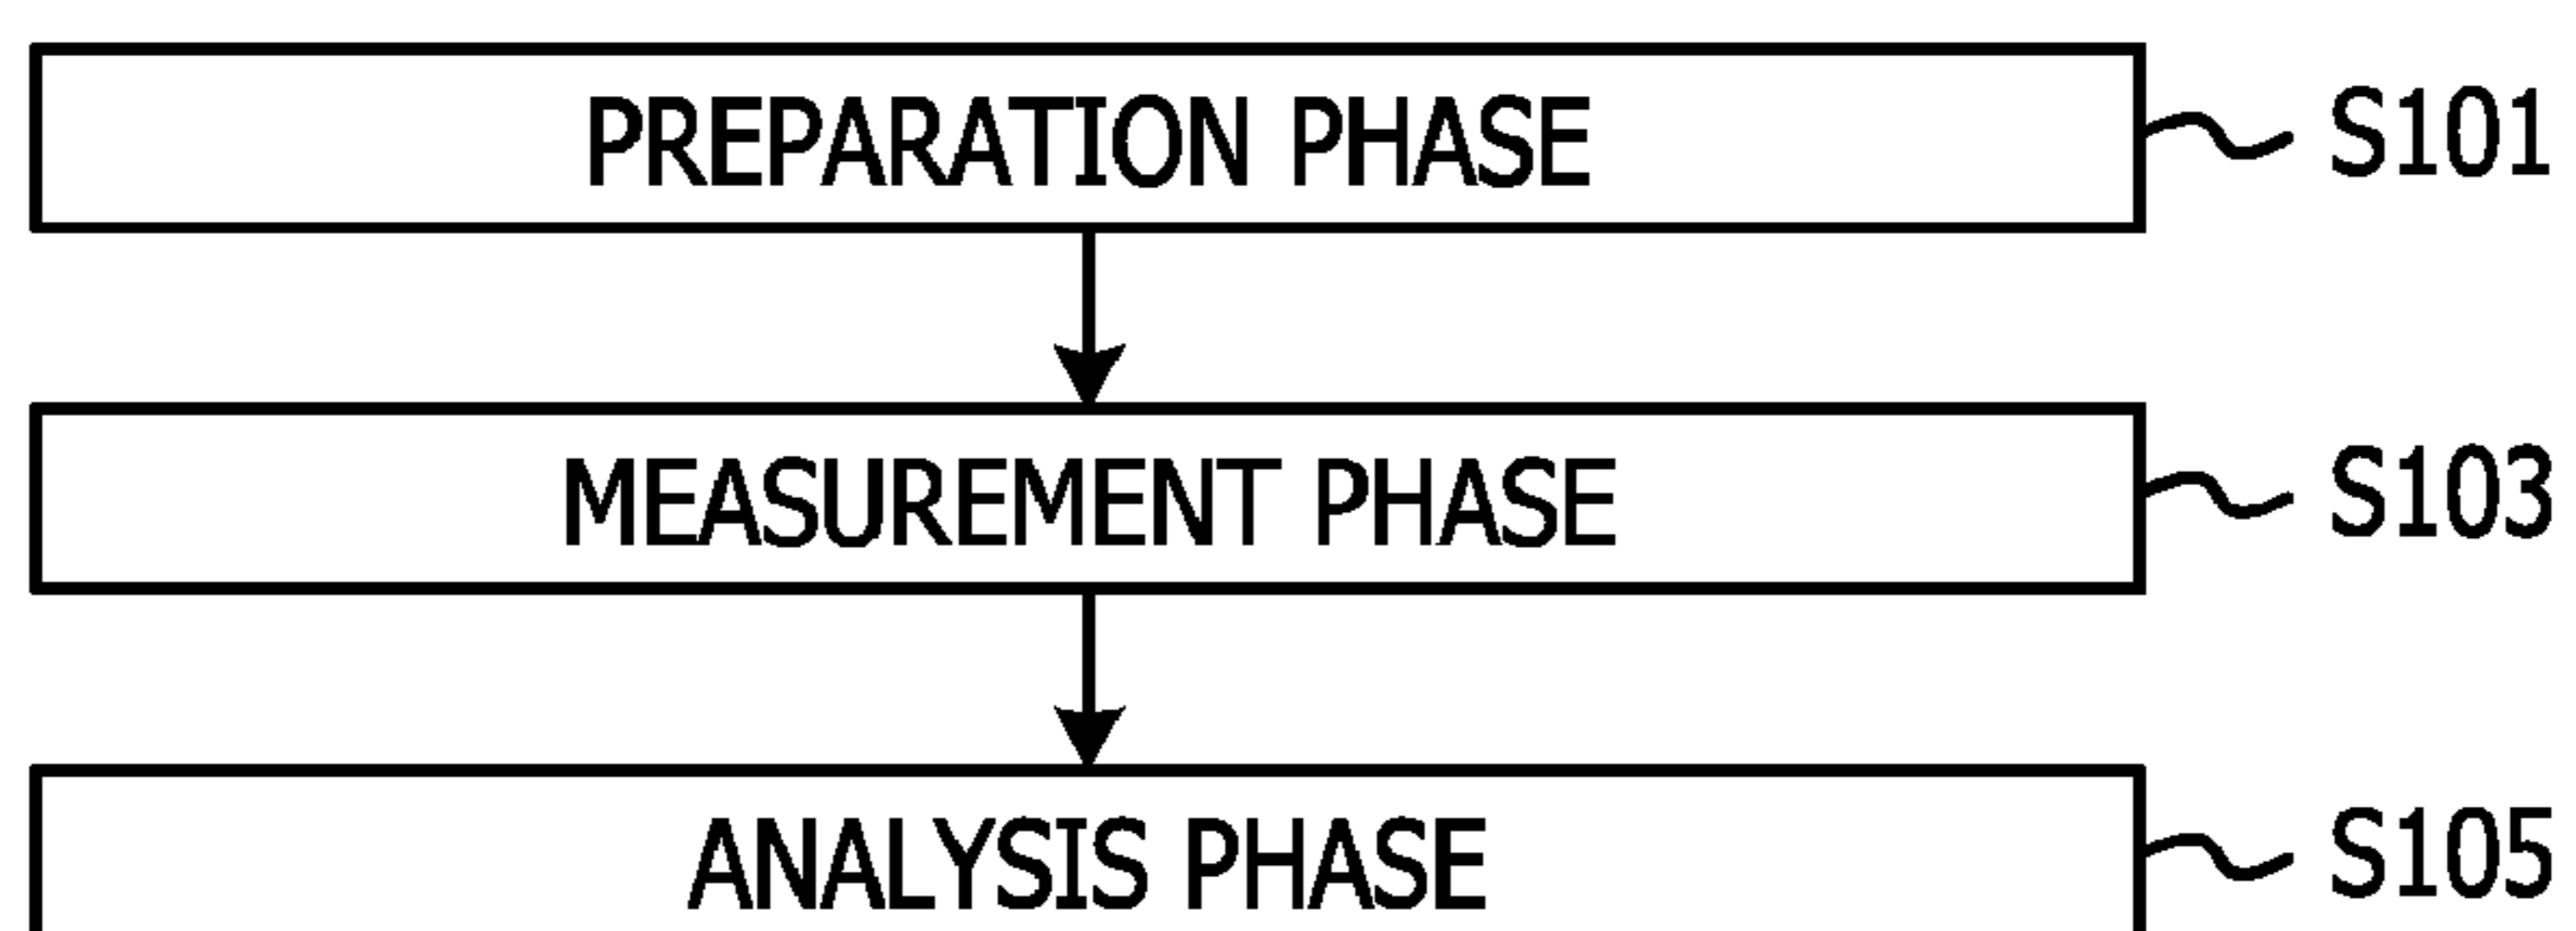 PREPARATION PHASE S101
MEASUREMENT PHASE S103
ANALYSIS PHASE S105